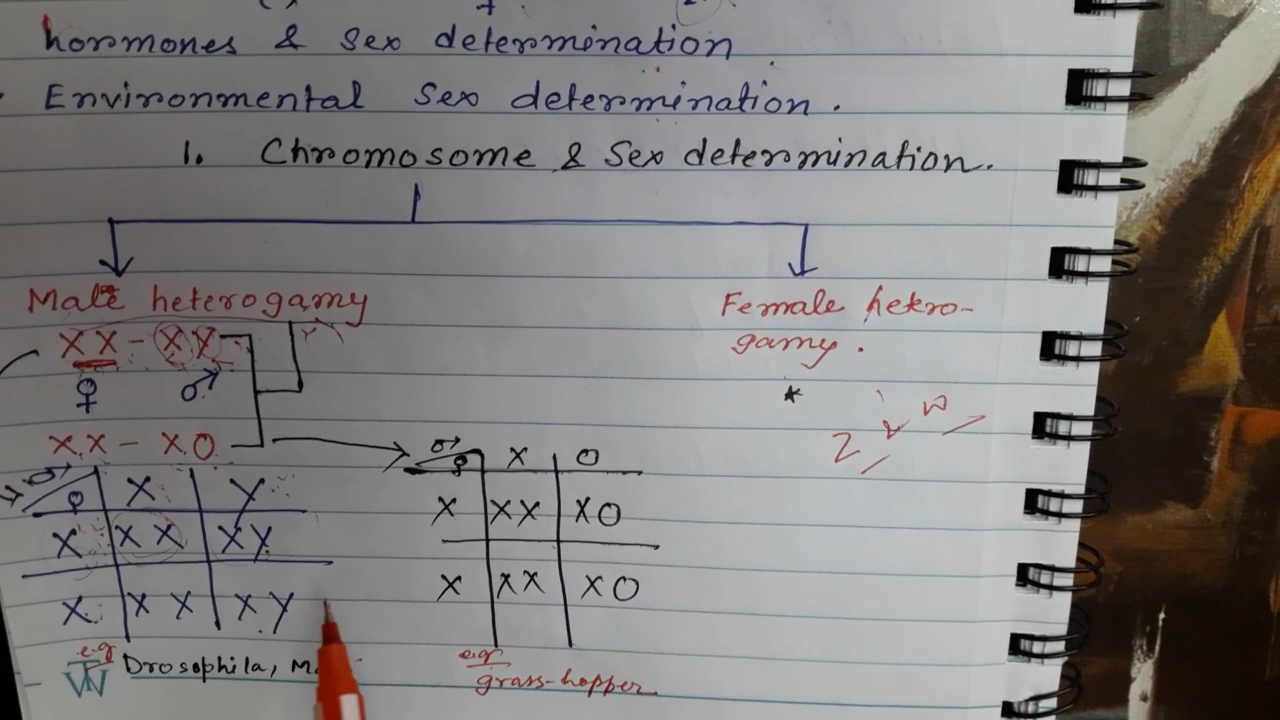 hormones & Sex determination
Environmental Sex determination.
1. Chromosome & Sex determination.
Male heterogamy
XX - XY
♀ ♂
XX - XO
Female hetro-
gamy.
*
Z W
♂ X Y
♀
X XX XY
X XX XY
e.g Drosophila, M
♂ X O
♀
X XX XO
X XX XO
e.g
grass-hopper